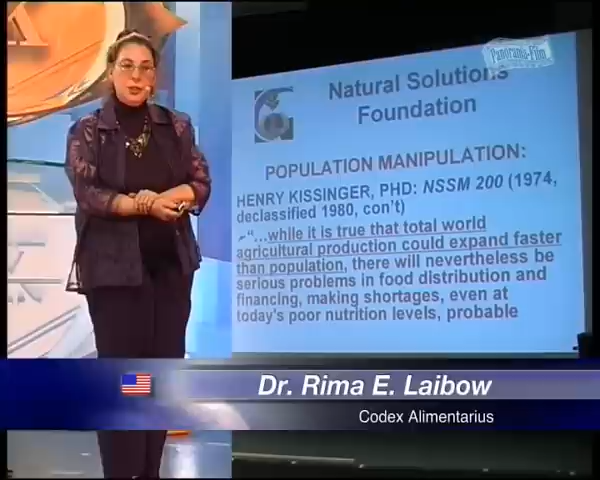 Panorama-Film
Natural Solutions
Foundation
POPULATION MANIPULATION:
HENRY KISSINGER, PHD: NSSM 200 (1974,
declassified 1980, con't)
– "…while it is true that total world
agricultural production could expand faster
than population, there will nevertheless be
serious problems in food distribution and
financing, making shortages, even at
today's poor nutrition levels, probable
Dr. Rima E. Laibow
Codex Alimentarius